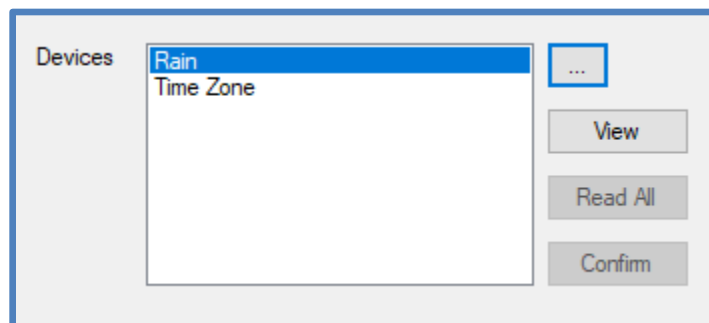 Devices
Rain
Time Zone
...
View
Read All
Confirm